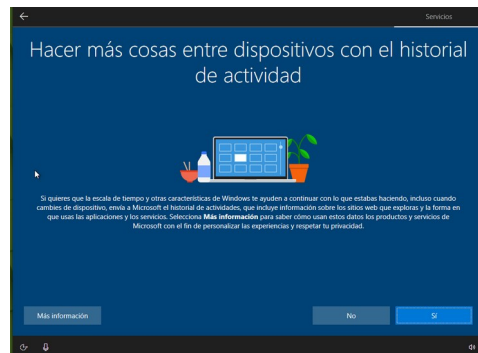 Servicios
Hacer más cosas entre dispositivos con el historial
de actividad
Si quieres que la escala de tiempo y otras características de Windows te ayuden a continuar con lo que estabas haciendo, incluso cuando
cambies de dispositivo, envía a Microsoft el historial de actividades, que incluye información sobre los sitios web que exploras y la forma en
que usas las aplicaciones y los servicios. Selecciona Más información para saber cómo usan estos datos los productos y servicios de
Microsoft con el fin de personalizar las experiencias y respetar tu privacidad.
Más información
No
Sí